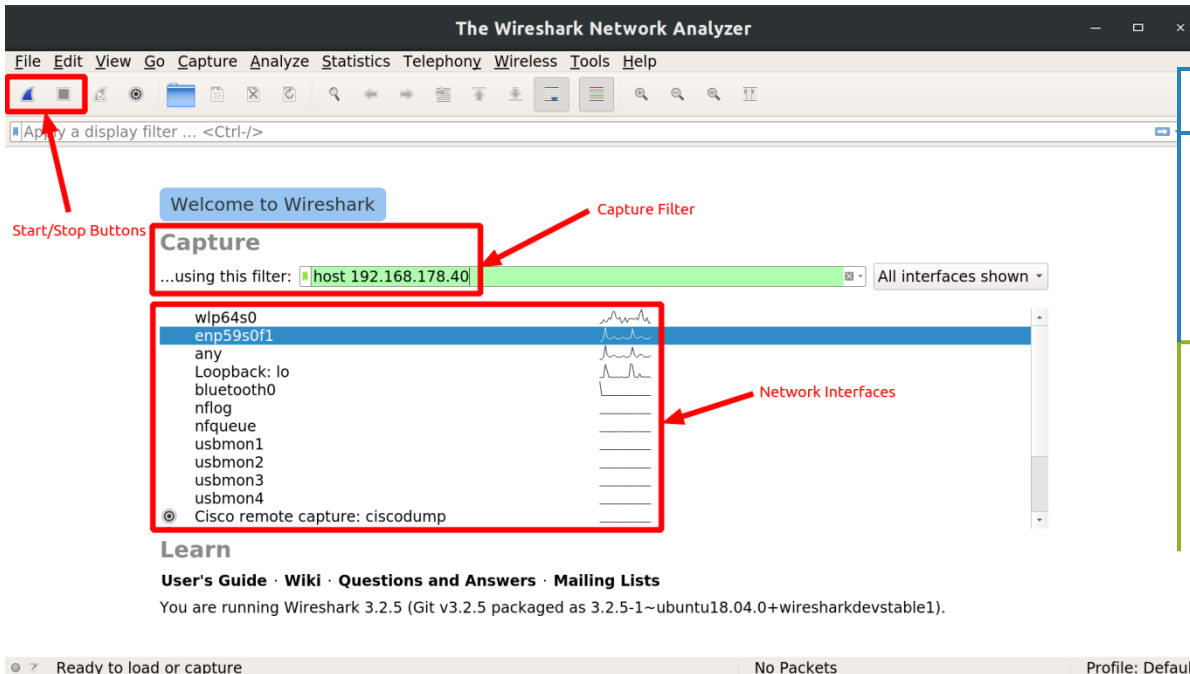 The Wireshark Network Analyzer
File Edit View Go Capture Analyze Statistics Telephony Wireless Tools Help
Apply a display filter ... <Ctrl-/>
Welcome to Wireshark
Capture Filter
Start/Stop Buttons
Capture
...using this filter: host 192.168.178.40 All interfaces shown
wlp64s0
enp59s0f1
any
Loopback: lo
bluetooth0
Network Interfaces
nflog
nfqueue
usbmon1
usbmon2
usbmon3
usbmon4
Cisco remote capture: ciscodump
Learn
User's Guide · Wiki · Questions and Answers · Mailing Lists
You are running Wireshark 3.2.5 (Git v3.2.5 packaged as 3.2.5-1~ubuntu18.04.0+wiresharkdevstable1).
Ready to load or capture No Packets Profile: Defaul